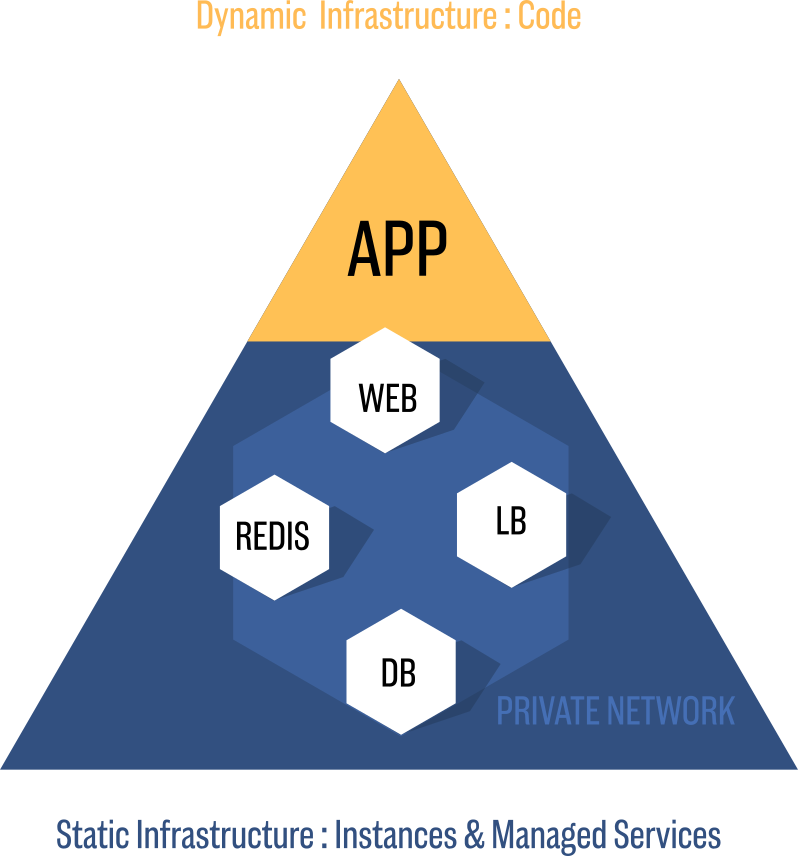 Dynamic Infrastructure : Code
APP
WEB
LB
REDIS
DB
PRIVATE NETWORK
Static Infrastructure : Instances & Managed Services